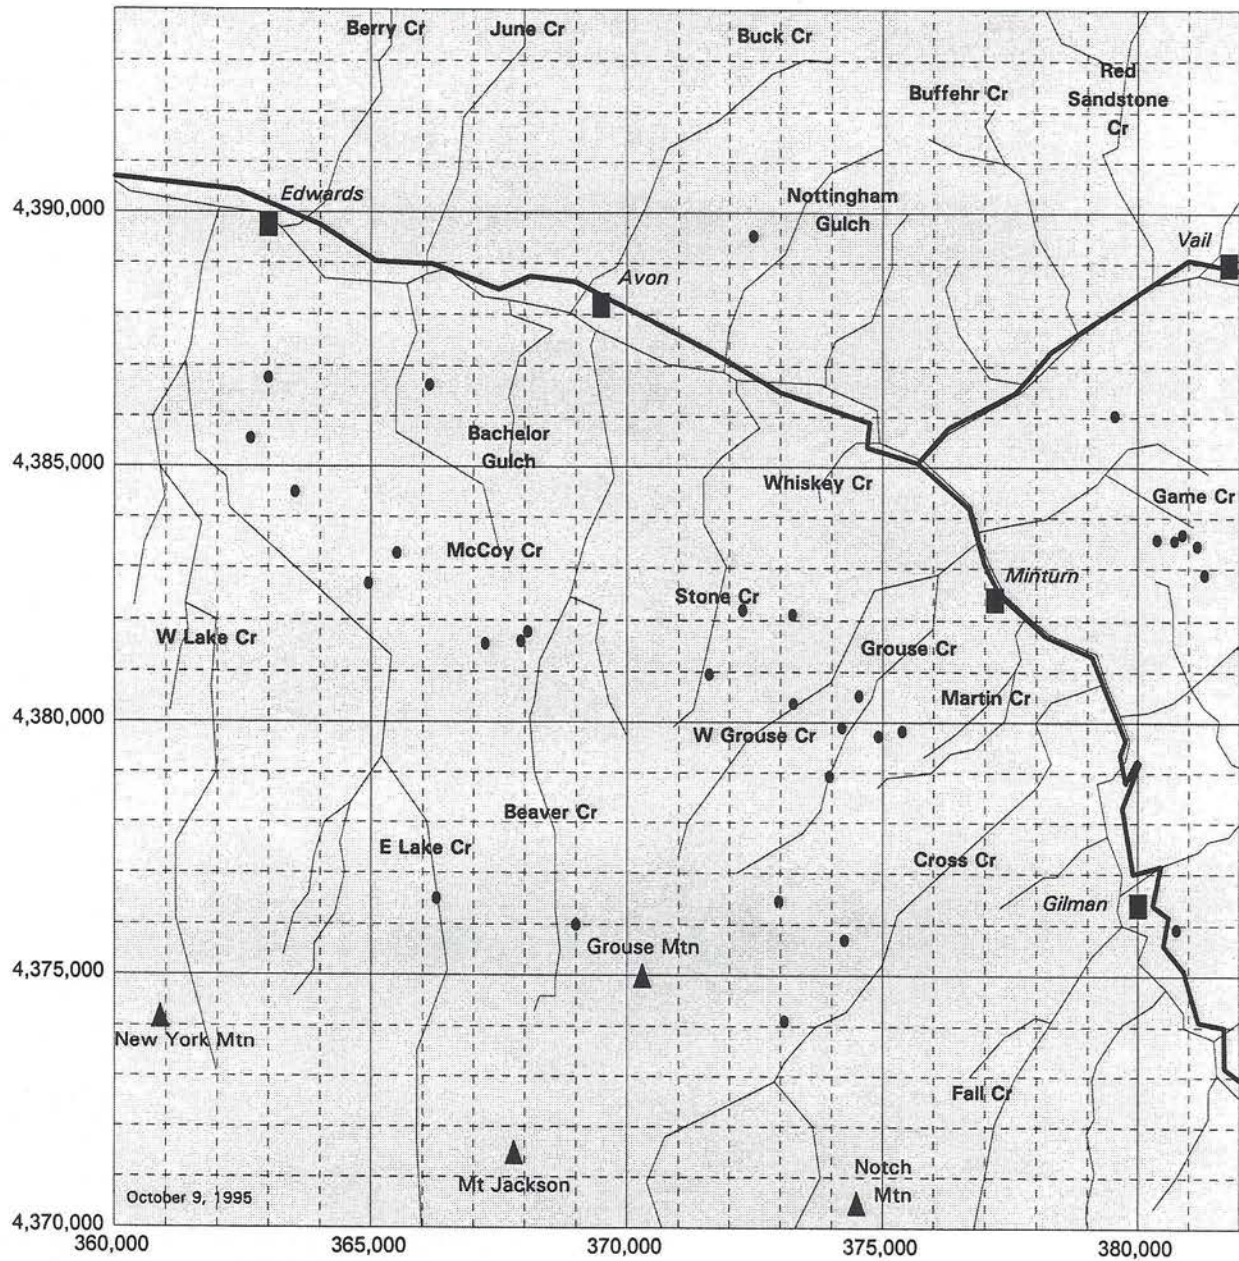 Berry Cr
June Cr
Buck Cr
Red
Sandstone
Cr
Buffehr Cr
Edwards
Nottingham
Gulch
4,390,000
Vail
Avon
Bachelor
Gulch
4,385,000
Whiskey Cr
Game Cr
McCoy Cr
Minturn
Stone Cr
W Lake Cr
Grouse Cr
Martin Cr
4,380,000
W Grouse Cr
Beaver Cr
E Lake Cr
Cross Cr
Gilman
Grouse Mtn
4,375,000
New York Mtn
Fall Cr
Mt Jackson
Notch
Mtn
October 9, 1995
4,370,000
360,000
365,000
370,000
375,000
380,000